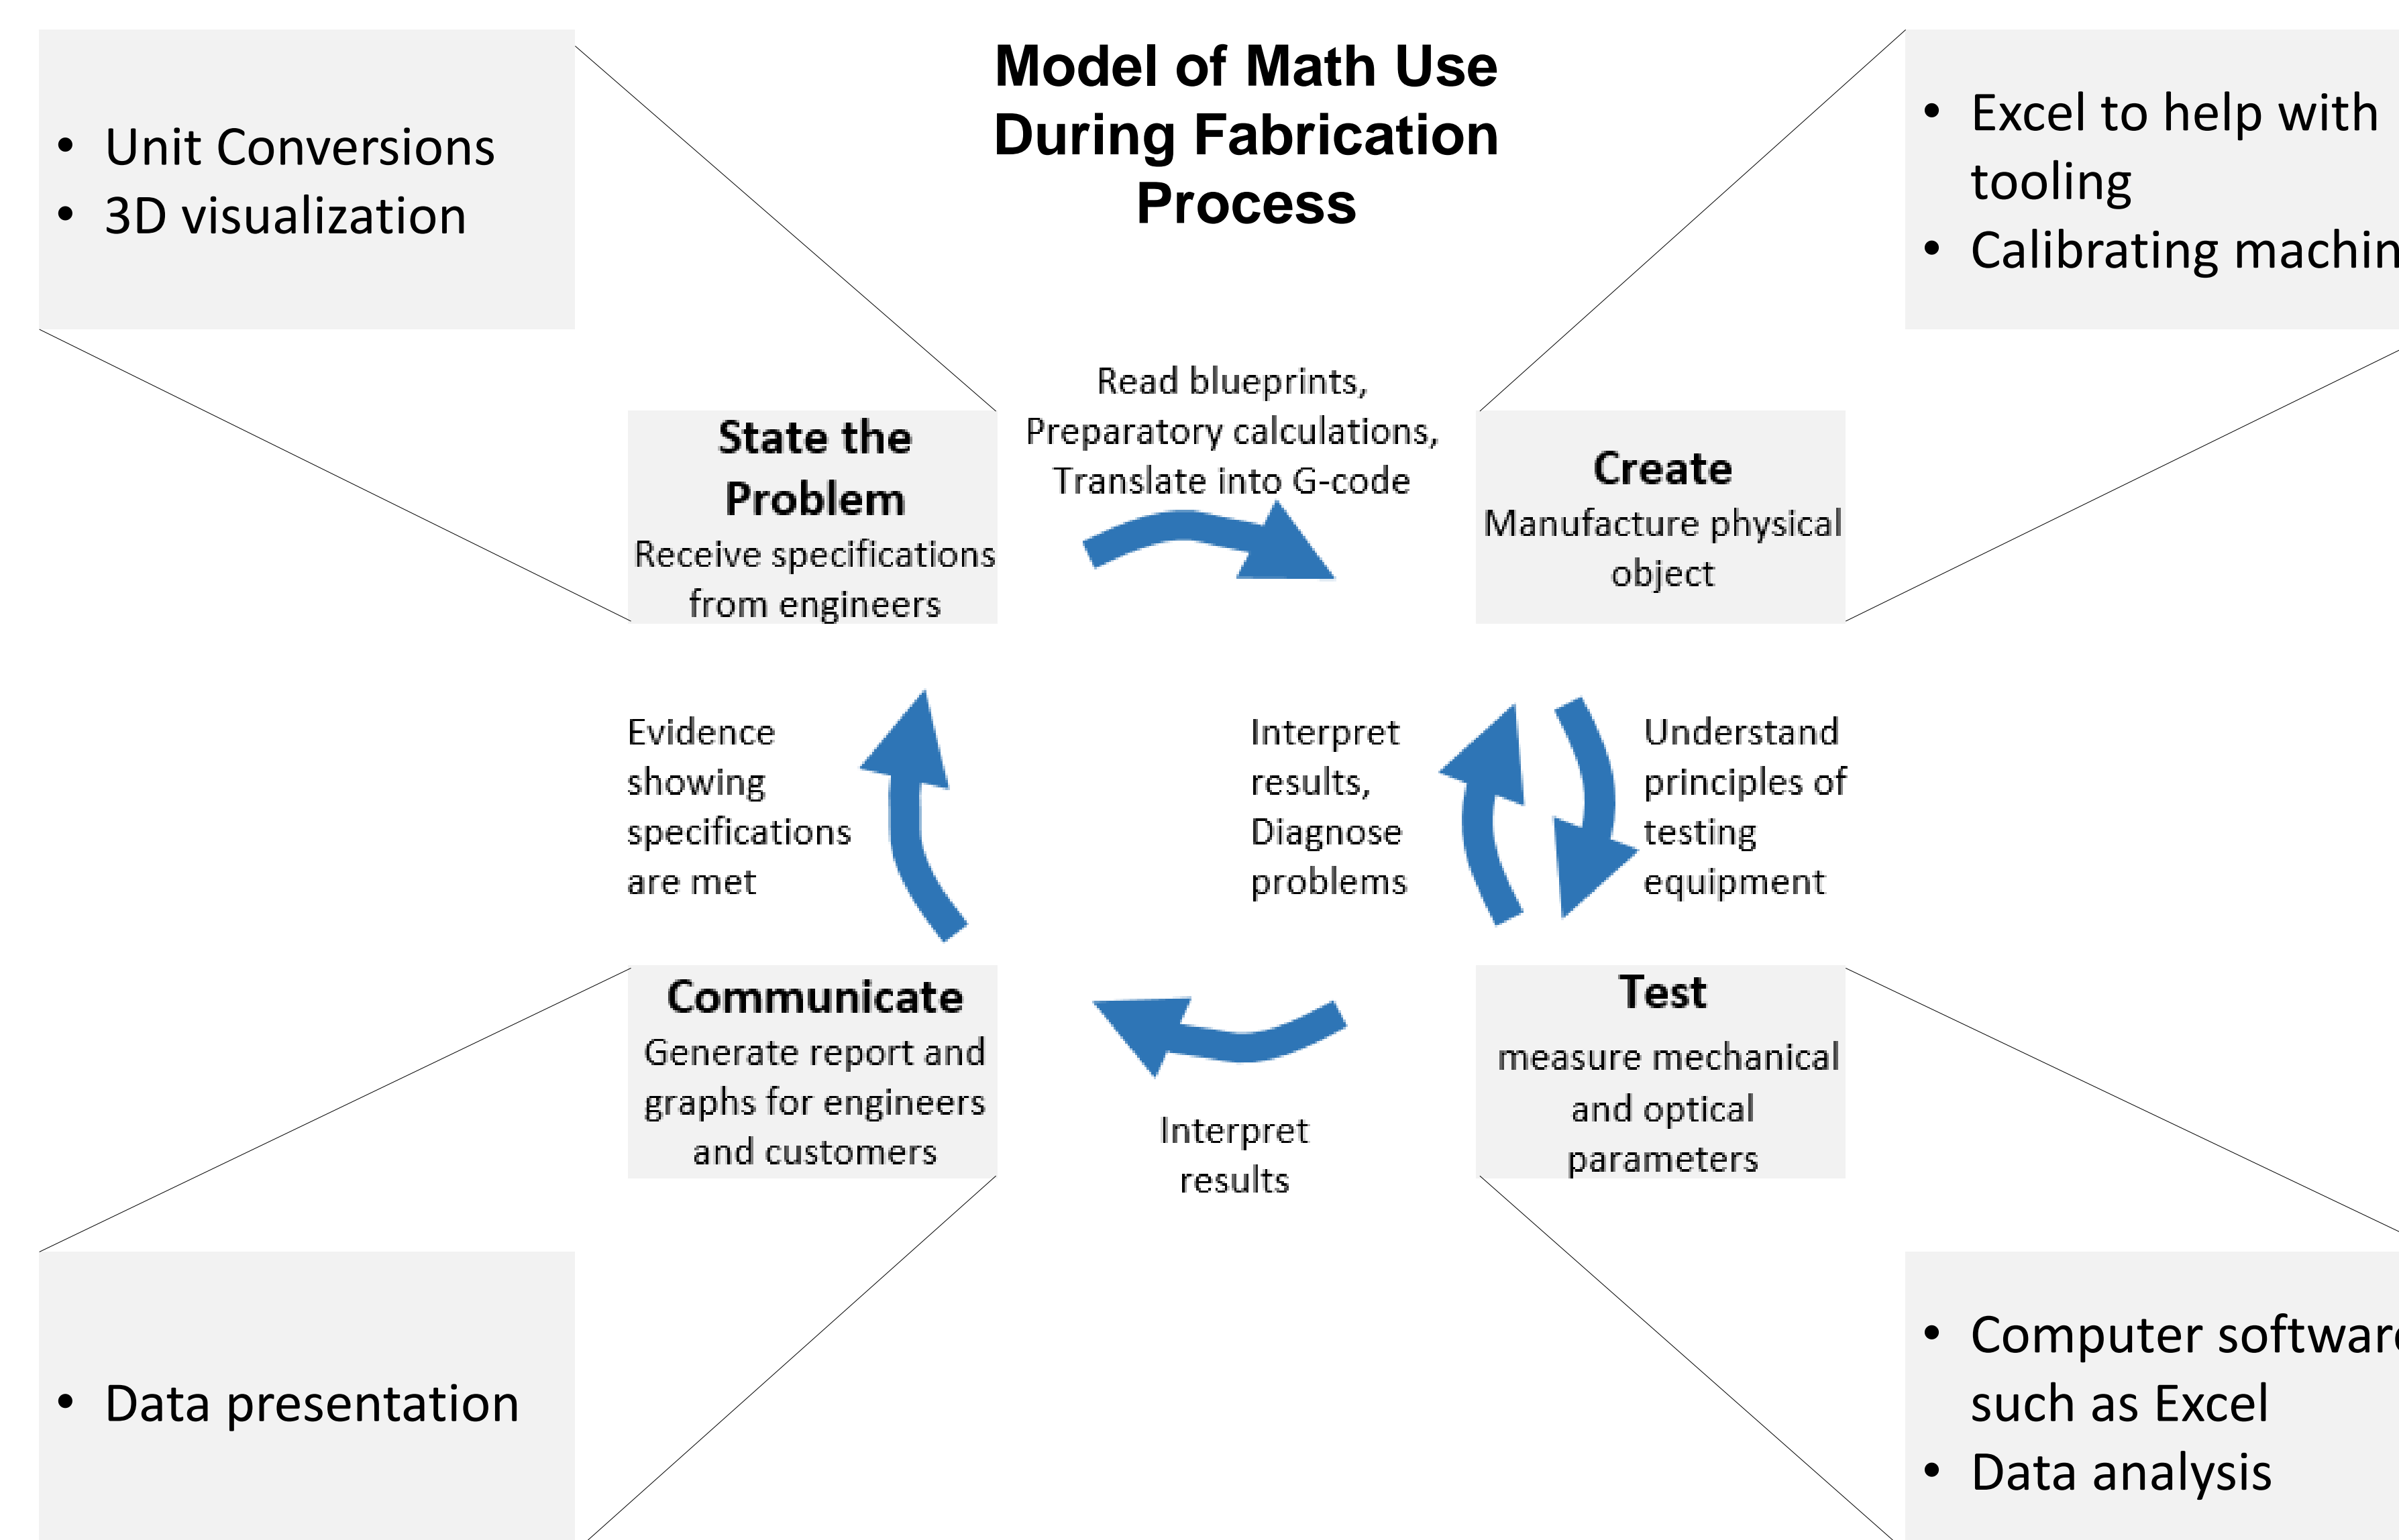 Model of Math Use
During Fabrication
Process
• Unit Conversions
• 3D visualization
• Excel to help with
tooling
• Calibrating
Read blueprints,
Preparatory calculations,
Translate into G-code
State the
Problem
Receive specifications
from engineers
Create
Manufacture physical
object
Evidence
showing
specifications
are met
Interpret
results,
Diagnose
problems
Understand
principles of
testing
equipment
Communicate
Generate report and
graphs for engineers
and customers
Interpret
results
Test
measure mechanical
and optical
parameters
• Data presentation
• Computer
such as Excel
• Data analysis